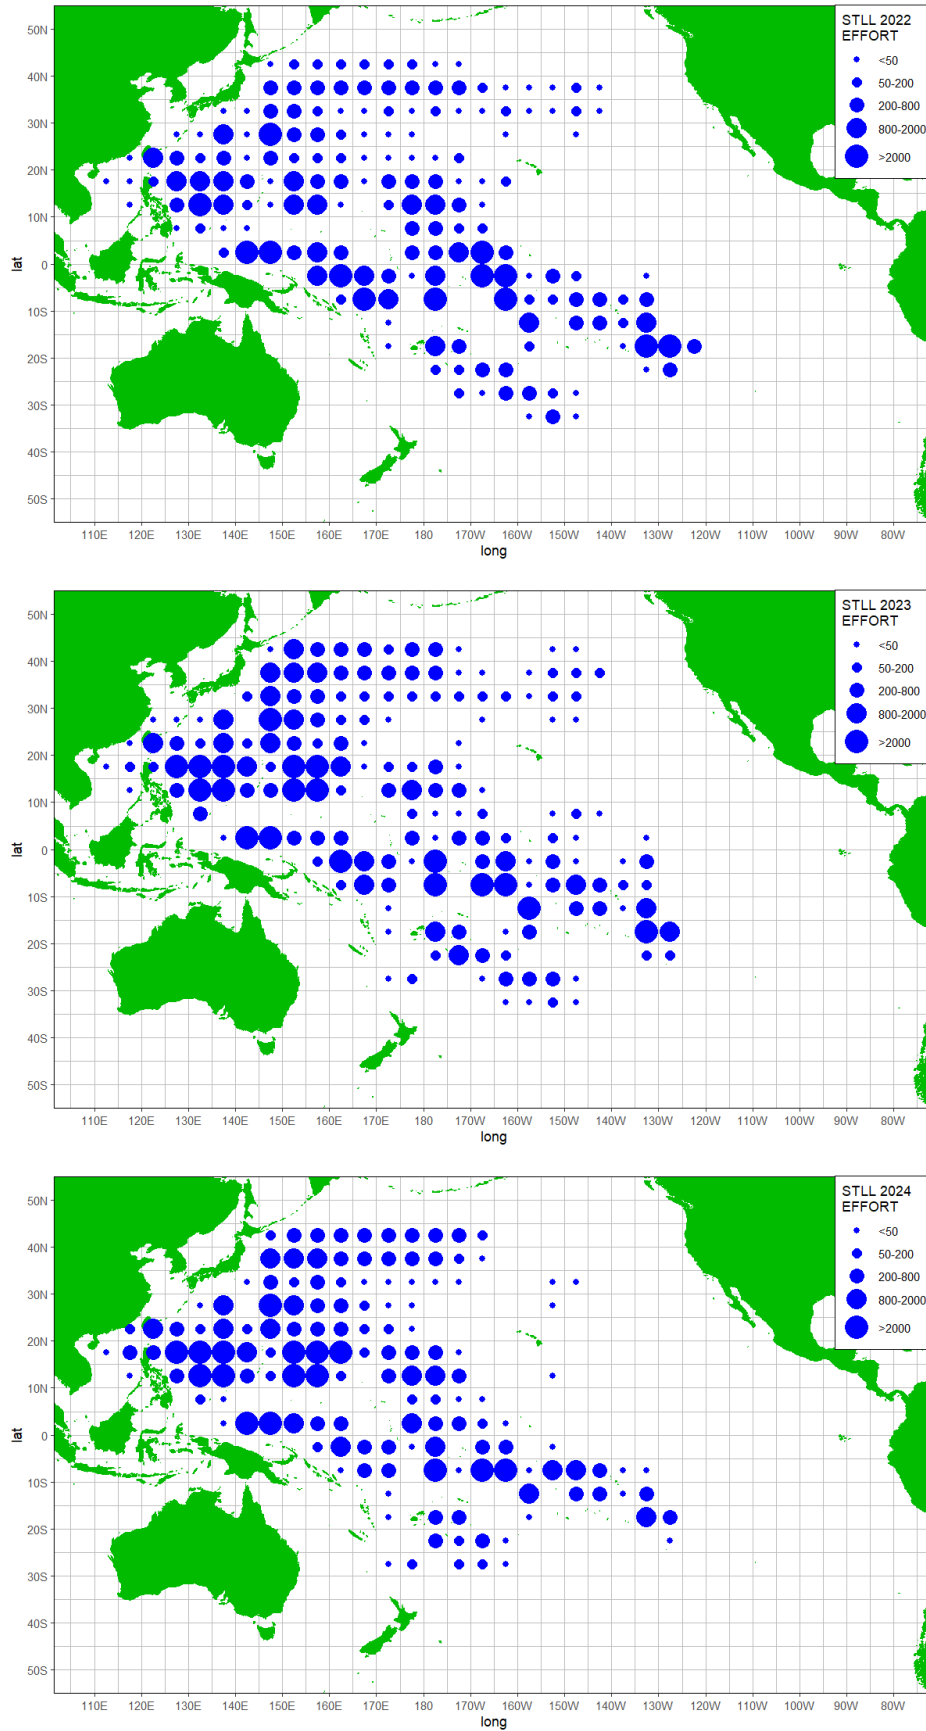 STLL 2022
EFFORT
<50
50-200
200-800
800-2000
>2000
50N
40N
30N
20N
10N
0
10S
20S
30S
40S
50S
lat
110E 120E 130E 140E 150E 160E 170E 180 170W 160W 150W 140W 130W 120W 110W 100W 90W 80W
long
STLL 2023
EFFORT
<50
50-200
200-800
800-2000
>2000
50N
40N
30N
20N
10N
0
10S
20S
30S
40S
50S
lat
110E 120E 130E 140E 150E 160E 170E 180 170W 160W 150W 140W 130W 120W 110W 100W 90W 80W
long
STLL 2024
EFFORT
<50
50-200
200-800
800-2000
>2000
50N
40N
30N
20N
10N
0
10S
20S
30S
40S
50S
lat
110E 120E 130E 140E 150E 160E 170E 180 170W 160W 150W 140W 130W 120W 110W 100W 90W 80W
long